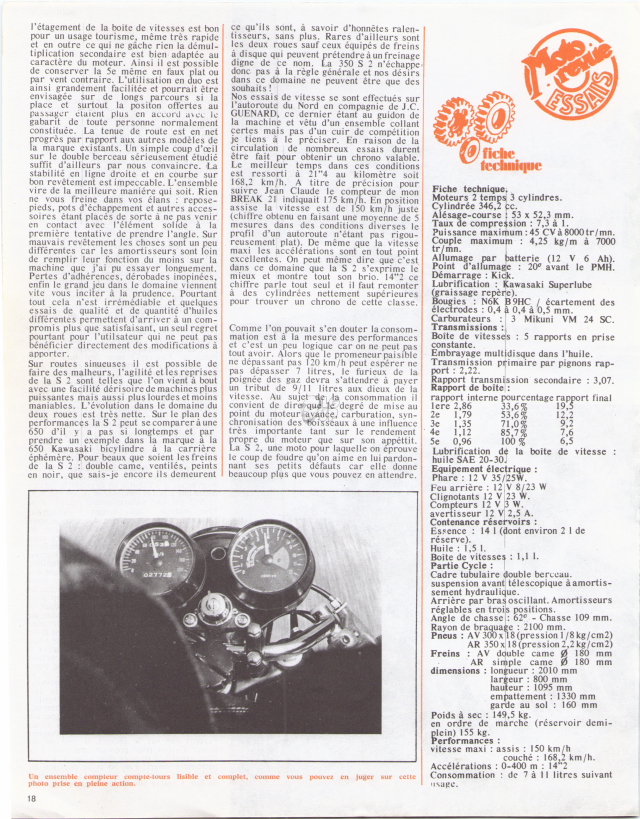 l'étagement de la boite de vitesses est bon
pour un usage tourisme, même très rapide
et en outre ce qui ne gâche rien la démul-
tiplication secondaire est bien adaptée au
caractère du moteur. Ainsi il est possible
de conserver la 5e même en faux plat ou
par vent contraire. L'utilisation en duo est
ainsi grandement facilitée et pourrait être
envisagée sur de longs parcours si la
place et surtout la positon offertes au
passager étaient plus en accord avec le
gabarit de toute personne normalement
constituée. La tenue de route est en net
progrès par rapport aux autres modèles de
la marque existants. Un simple coup d'œil
sur le double berceau sérieusement étudié
suffit d'ailleurs par nous convaincre. La
stabilité en ligne droite et en courbe sur
bon revêtement est impeccable. L'ensemble
vire de la meilleure manière qui soit. Rien
ne vous freine dans vos élans : repose-
pieds, pots d'échappement et autres acces-
soires étant placés de sorte à ne pas venir
en contact avec l'élément solide à la
première tentative de prendre l'angle. Sur
mauvais revêtement les choses sont un peu
différentes car les amortisseurs sont loin
de remplir leur fonction du moins sur la
machine que j'ai pu essayer longuement.
Pertes d'adhérences, dérobades inopinées,
enfin le grand jeu dans le domaine viennent
vite vous inciter à la prudence. Pourtant
tout cela n'est irrémédiable et quelques
essais de qualité et de quantité d'huiles
différentes permettent d'arriver à un com-
promis plus que satisfaisant, un seul regret
pourtant pour l'utilsateur qui ne peut pas
bénéficier directement des modifications à
apporter.
Sur routes sinueuses il est possible de
faire des malheurs, l'agilité et les reprises
de la S 2 sont telles que l'on vient à bout
avec une facilité dérisoire de machines plus
puissantes mais aussi plus lourdes et moins
maniables. L'évolution dans le domaine du
deux roues est très nette. Sur le plan des
performances la S 2 peut se comparer à une
650 d'il y a pas si longtemps et par
prendre un exemple dans la marque à la
650 Kawasaki bicylindre à la carrière
éphémère. Pour beaux que soient les freins
de la S 2 : double came, ventilés, peints
en noir, que sais-je encore ils demeurent
ce qu'ils sont, à savoir d'honnêtes ralen-
tisseurs, sans plus. Rares d'ailleurs sont
les deux roues sauf ceux équipés de freins
à disque qui peuvent prétendre à un freinage
digne de ce nom. La 350 S 2 n'échappe
donc pas à la règle générale et nos désirs
dans ce domaine ne peuvent être que des
souhaits !
Nos essais de vitesse se sont effectués sur
l'autoroute du Nord en compagnie de J.C.
GUENARD, ce dernier étant au guidon de
la machine et vêtu d'un ensemble collant
certes mais pas d'un cuir de compétition
je tiens à le préciser. En raison de la
circulation de nombreux essais durent
être fait pour obtenir un chrono valable.
Le meilleur temps dans ces conditions
est ressorti à 21"4 au kilomètre soit
168,2 km/h. A titre de précision pour
suivre Jean Claude le compteur de mon
BREAK 21 indiquait 175 km/h. En position
assise la vitesse est de 150 km/h juste
(chiffre obtenu en faisant une moyenne de 5
mesures dans des conditions diverses le
profil d'un autoroute n'étant pas rigou-
reusement plat). De même que la vitesse
maxi les accélérations sont en tout point
excellentes. On peut même dire que c'est
dans ce domaine que la S 2 s'exprime le
mieux et montre tout son brio. 14"2 ce
chiffre parle tout seul et il faut remonter
à des cylindrées nettement supérieures
pour trouver un chrono de cette classe.
Comme l'on pouvait s'en douter la consom-
mation est à la mesure des performances
et c'est un peu logique car on ne peut pas
tout avoir. Alors que le promeneur paisible
ne dépassant pas 120 km/h peut espérer ne
pas dépasser 7 litres, le furieux de la
poignée des gaz devra s'attendre à payer
un tribut de 9/11 litres aux dieux de la
vitesse. Au sujet de la consommation il
convient de dire que le degré de mise au
point du moteur avance, carburation, syn-
chronisation de boisseaux à une influence
très importante tant sur le rendement
propre du moteur que sur son appétit.
La S 2, une moto pour laquelle on éprouve
le coup de foudre qu'on aime en lui pardon-
nant ses petits défauts car elle donne
beaucoup plus que vous pouvez en attendre.
02772
Un ensemble compteur compte-tours lisible et complet, comme vous pouvez en juger sur cette
photo prise en pleine action.
18
Moto
revue
ESSAIS
fiche
technique
Fiche technique.
Moteurs 2 temps 3 cylindres.
Cylindrée 346,2 cc.
Alésage-course : 53 x 52,3 mm.
Taux de compression : 7,3 à 1.
Puissance maximum : 45 CV à 8000 tr/mn.
Couple maximum : 4,25 kg/m à 7000
tr/mn.
Allumage par batterie (12 V 6 Ah).
Point d'allumage : 20° avant le PMH.
Démarrage : Kick.
Lubrification : Kawasaki Superlube
(graissage repère).
Bougies : N6K B 9HC / écartement des
électrodes : 0,4 à 0,4 à 0,5 mm.
Carburateurs : 3 Mikuni VM 24 SC.
Transmissions :
Boite de vitesses : 5 rapports en prise
constante.
Embrayage multidisque dans l'huile.
Transmission primaire par pignons rap-
port : 2,22.
Rapport transmission secondaire : 3,07.
Rapport de boite :
rapport interne pourcentage rapport final
1ere 2,86 33,6% 19,5
2e 1,79 53,6% 12,2
3e 1,35 71,0% 9,2
4e 1,12 85,7% 7,6
5e 0,96 100 % 6,5
Lubrification de la boite de vitesse :
huile SAE 20-30.
Equipement électrique :
Phare : 12 V 35/25W.
Feu arrière : 12 V 8/23 W
Clignotants 12 V 23 W.
Compteurs 12 V 3 W.
avertisseur 12 V 2,5 A.
Contenance réservoirs :
Essence : 14 l (dont environ 2 l de
réserve).
Huile : 1,5 l.
Boite de vitesses : 1,1 l.
Partie Cycle :
Cadre tubulaire double berceau.
suspension avant télescopique à amortis-
sement hydraulique.
Arrière par bras oscillant. Amortisseurs
réglables en trois positions.
Angle de chasse : 62° - Chasse 109 mm.
Rayon de braquage : 2100 mm.
Pneus : AV 300 x 18 (pression 1/8 kg/cm2)
AR 350 x 18 (pression 2,2 kg/cm2)
Freins : AV double came Ø 180 mm
AR simple came Ø 180 mm
dimensions : longueur : 2010 mm
largeur : 800 mm
hauteur : 1095 mm
empattement : 1330 mm
garde au sol : 160 mm
Poids à sec : 149,5 kg.
en ordre de marche (réservoir demi-
plein) 155 kg.
Performances :
vitesse maxi : assis : 150 km/h
couché : 168,2 km/h.
Accélérations : 0-400 m : 14"2
Consommation : de 7 à 11 litres suivant
usage.